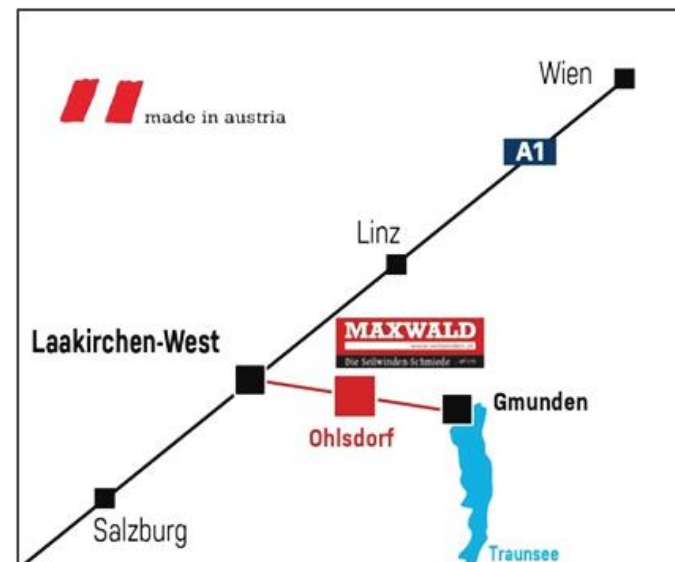 Wien
made in austria
A1
Linz
MAXWALD
Laakirchen-West
Die Seilwinden-Schmiede
Gmunden
Ohlsdorf
Salzburg
Traunsee